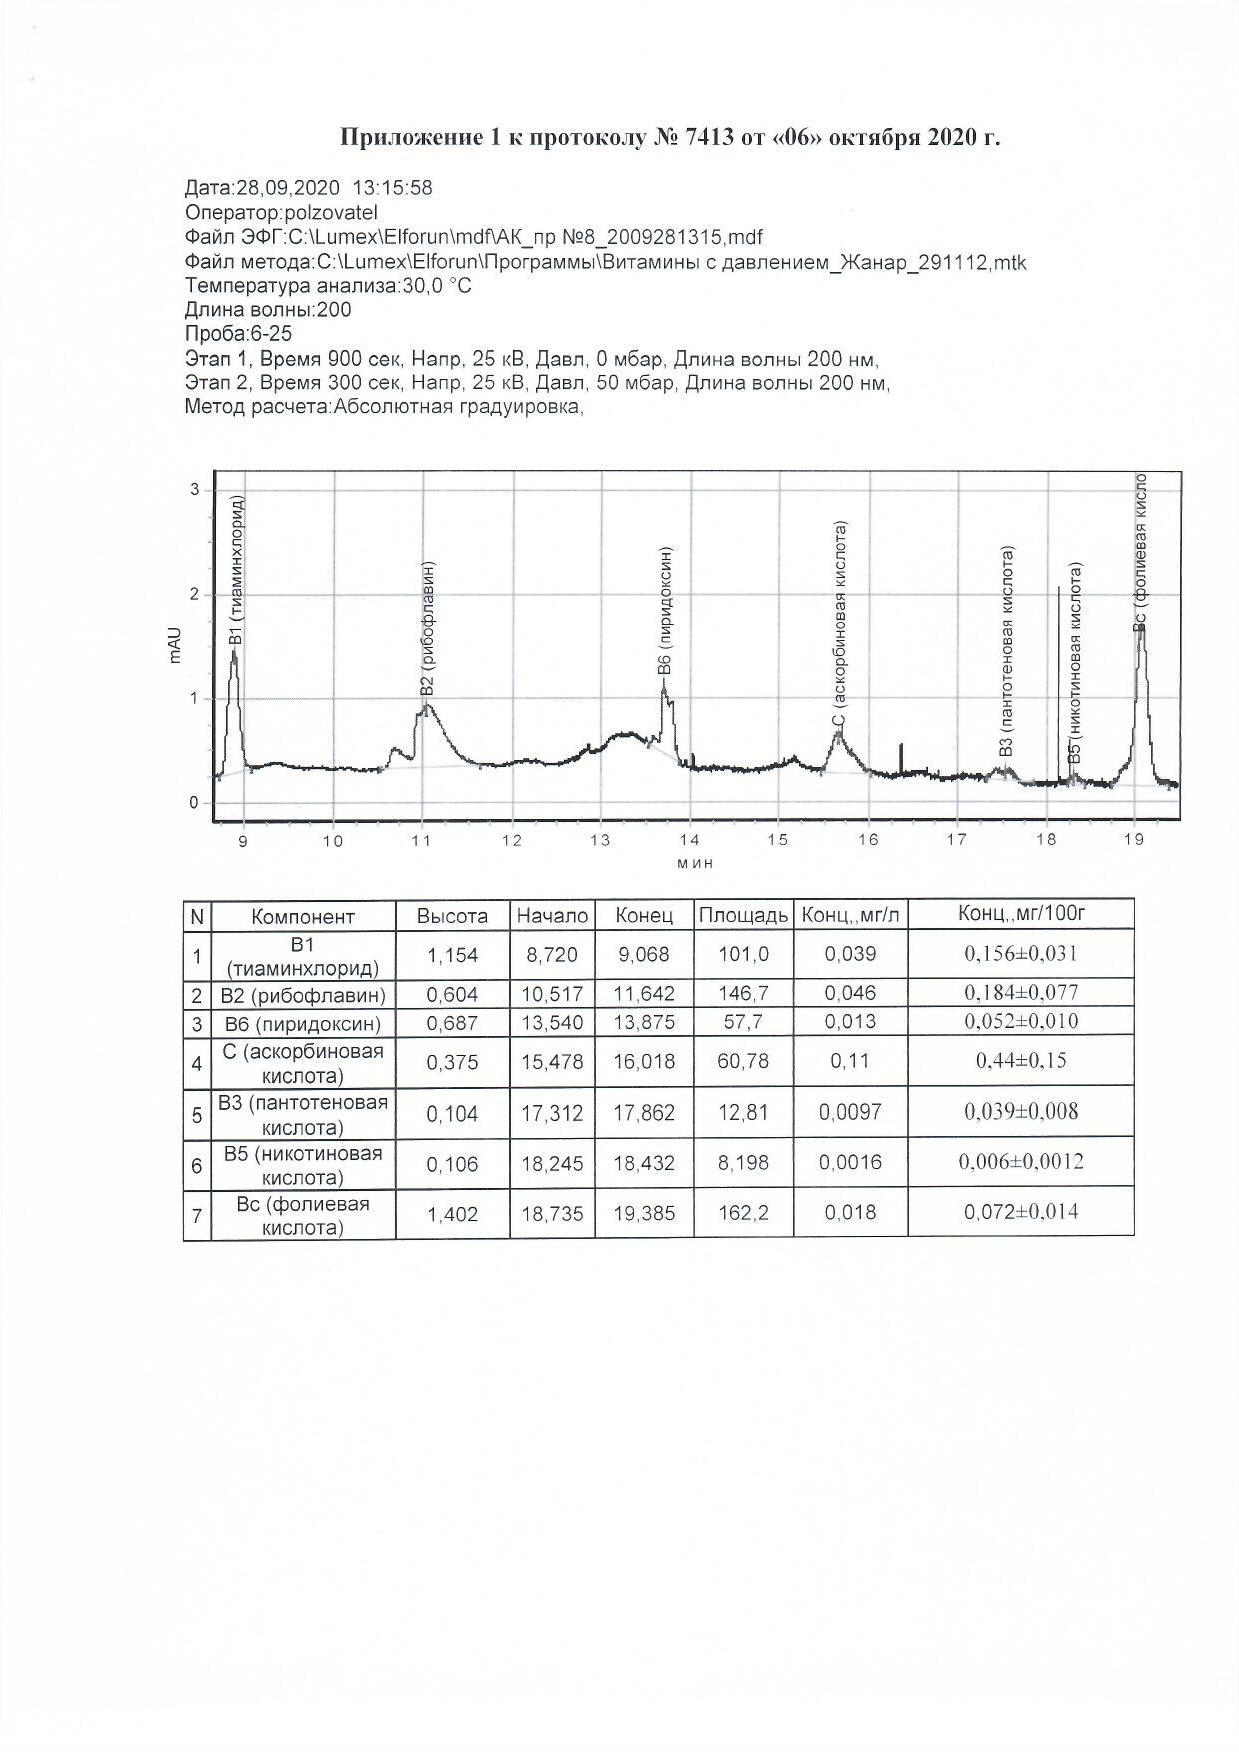 Приложение 1 к протоколу № 7413 от «06» октября 2020 г.
Дата:28,09,2020 13:15:58
Оператор:polzovatel
Файл ЭФГ:C:\Lumex\Elforun\mdf\АК_пр №8_2009281315,mdf
Файл метода:C:\Lumex\Elforun\Программы\Витамины с давлением_Жанар_291112,mtk
Температура анализа:30,0 °C
Длина волны:200
Проба:6-25
Этап 1, Время 900 сек, Напр, 25 кВ, Давл, 0 мбар, Длина волны 200 нм,
Этап 2, Время 300 сек, Напр, 25 кВ, Давл, 50 мбар, Длина волны 200 нм,
Метод расчета:Абсолютная градуировка,
mAU
3
2
1
0
B1 (тиаминхлорид)
B2 (рибофлавин)
B6 (пиридоксин)
C (аскорбиновая кислота)
B3 (пантотеновая кислота)
B5 (никотиновая кислота)
Bc (фолиевая кисло
9 10 11 12 13 14 15 16 17 18 19
мин
N Компонент Высота Начало Конец Площадь Конц,,мг/л Конц,,мг/100г
1 B1 (тиаминхлорид) 1,154 8,720 9,068 101,0 0,039 0,156±0,031
2 B2 (рибофлавин) 0,604 10,517 11,642 146,7 0,046 0,184±0,077
3 B6 (пиридоксин) 0,687 13,540 13,875 57,7 0,013 0,052±0,010
4 C (аскорбиновая кислота) 0,375 15,478 16,018 60,78 0,11 0,44±0,15
5 B3 (пантотеновая кислота) 0,104 17,312 17,862 12,81 0,0097 0,039±0,008
6 B5 (никотиновая кислота) 0,106 18,245 18,432 8,198 0,0016 0,006±0,0012
7 Bc (фолиевая кислота) 1,402 18,735 19,385 162,2 0,018 0,072±0,014